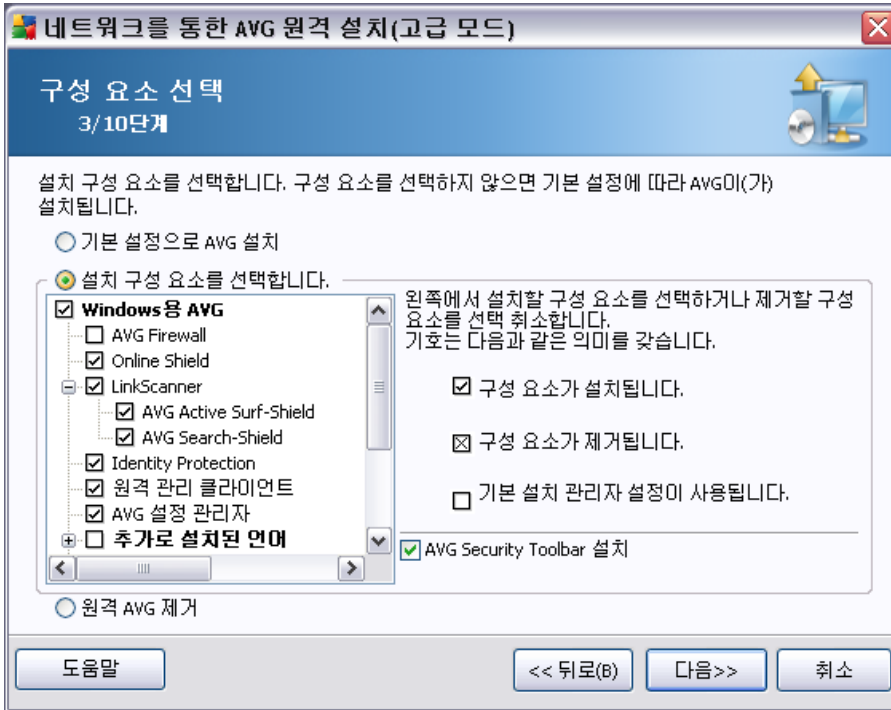 네트워크를 통한 AVG 원격 설치(고급 모드)
구성 요소 선택
3/10단계
설치 구성 요소를 선택합니다. 구성 요소를 선택하지 않으면 기본 설정에 따라 AVG이(가)
설치됩니다.
기본 설정으로 AVG 설치
설치 구성 요소를 선택합니다.
Windows용 AVG
AVG Firewall
Online Shield
LinkScanner
AVG Active Surf-Shield
AVG Search-Shield
Identity Protection
원격 관리 클라이언트
AVG 설정 관리자
추가로 설치된 언어
왼쪽에서 설치할 구성 요소를 선택하거나 제거할 구성
요소를 선택 취소합니다.
기호는 다음과 같은 의미를 갖습니다.
구성 요소가 설치됩니다.
구성 요소가 제거됩니다.
기본 설치 관리자 설정이 사용됩니다.
AVG Security Toolbar 설치
원격 AVG 제거
도움말
<< 뒤로(B)
다음>>
취소